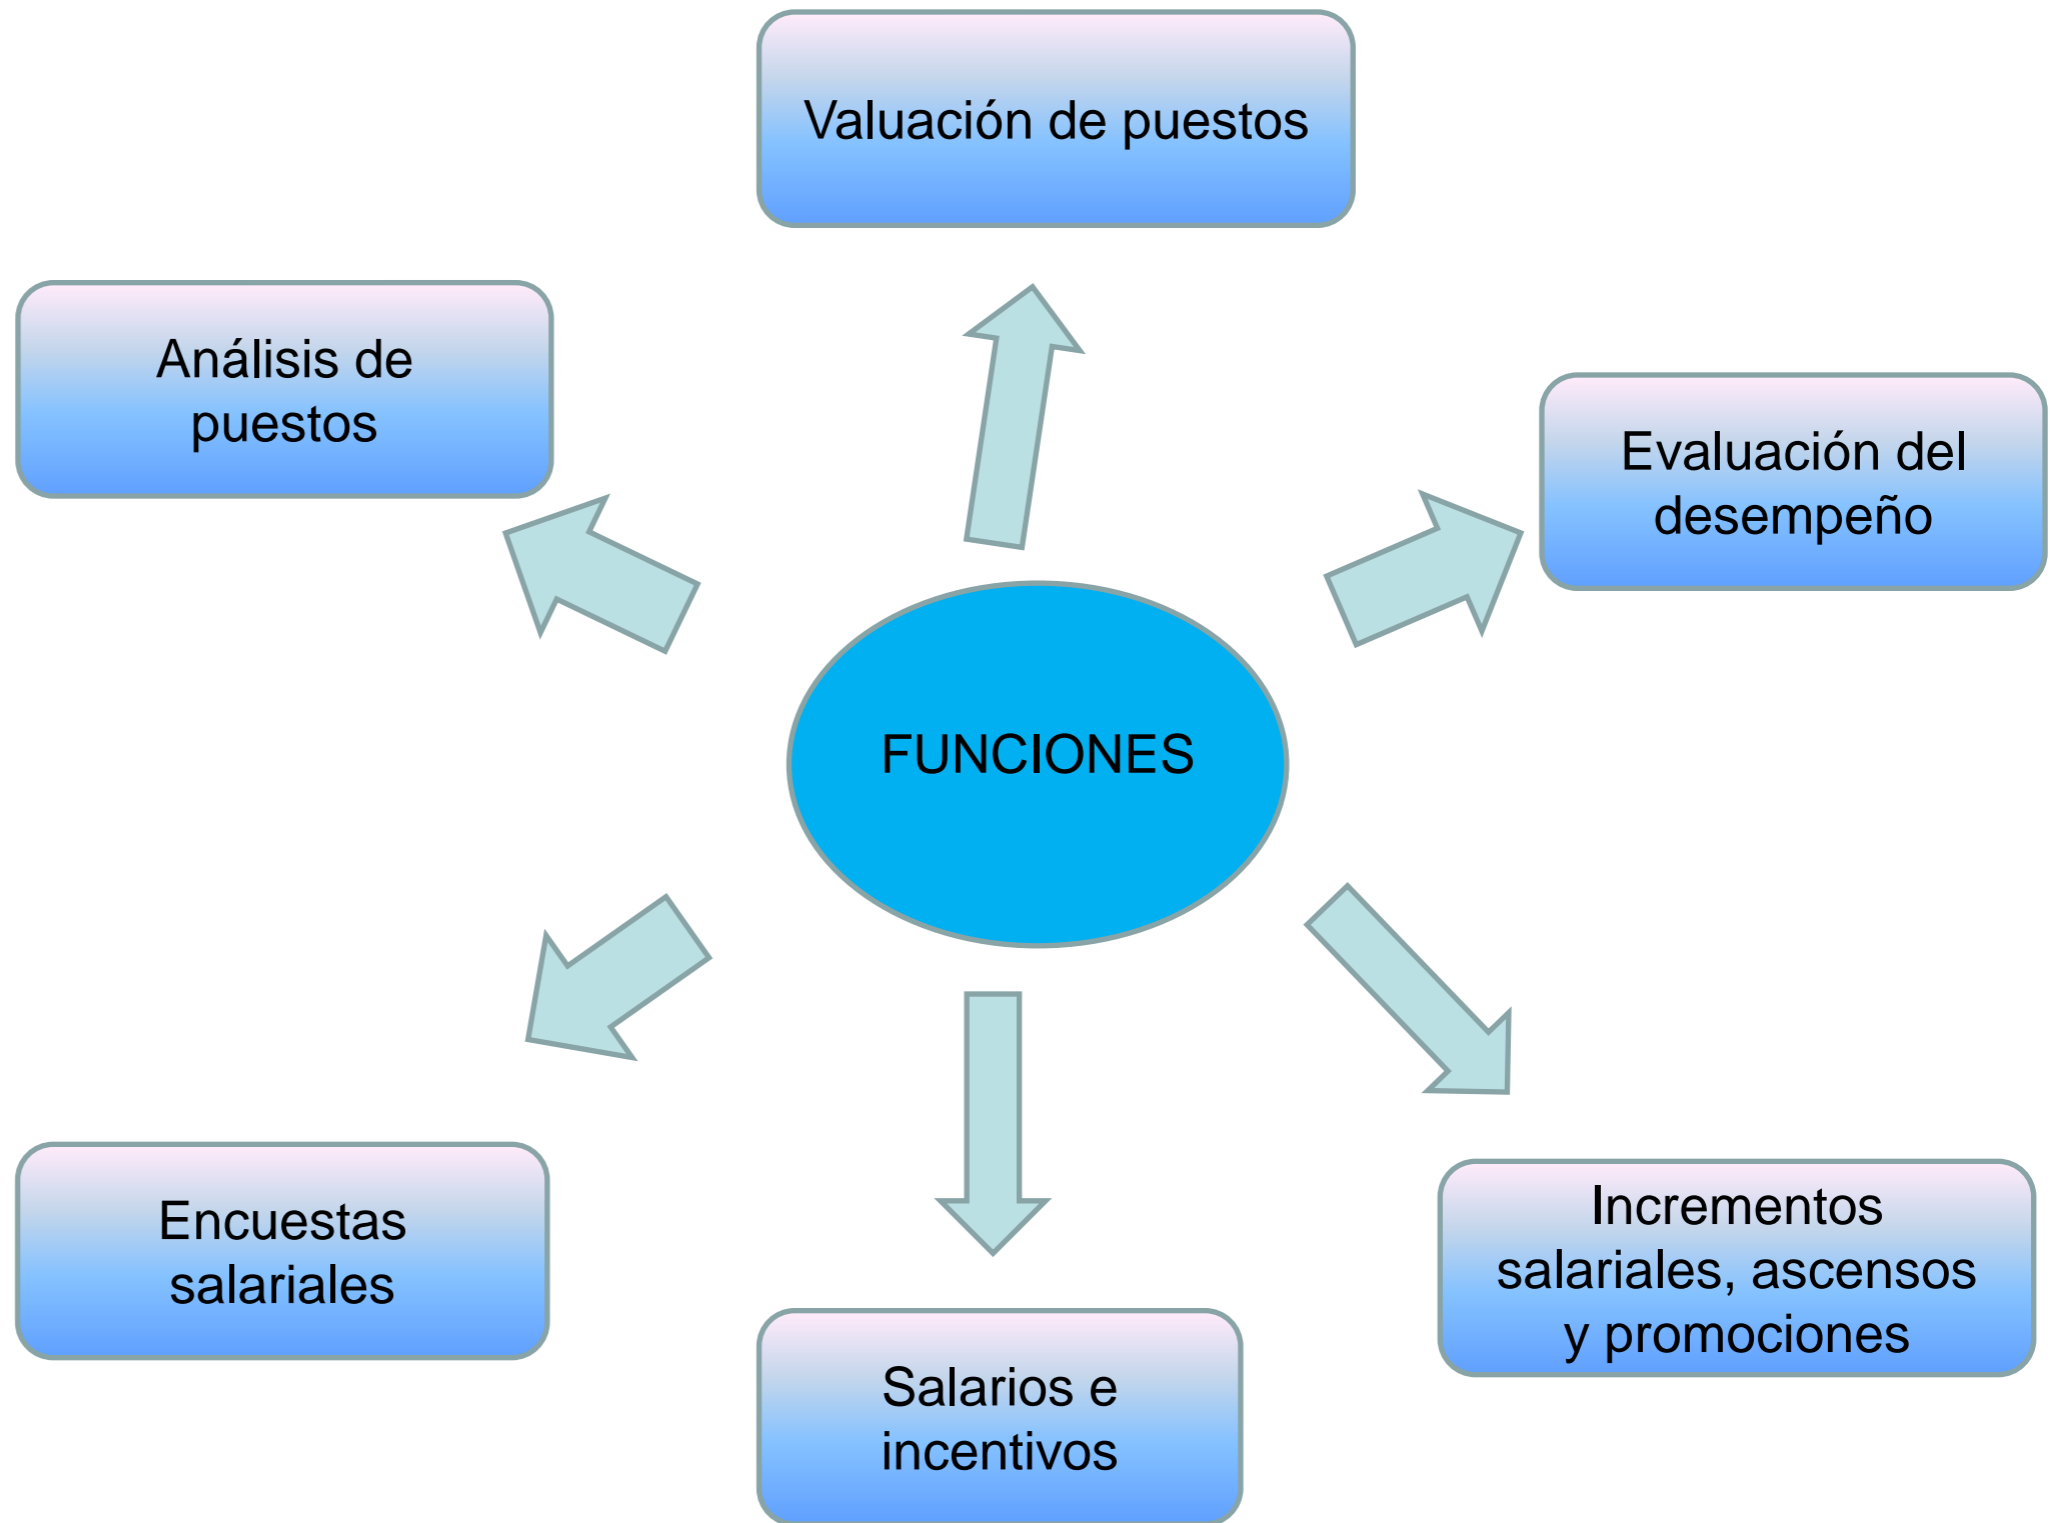 Valuación de puestos
Análisis de
puestos
Evaluación del
desempeño
FUNCIONES
Encuestas
salariales
Incrementos
salariales, ascensos
y promociones
Salarios e
incentivos